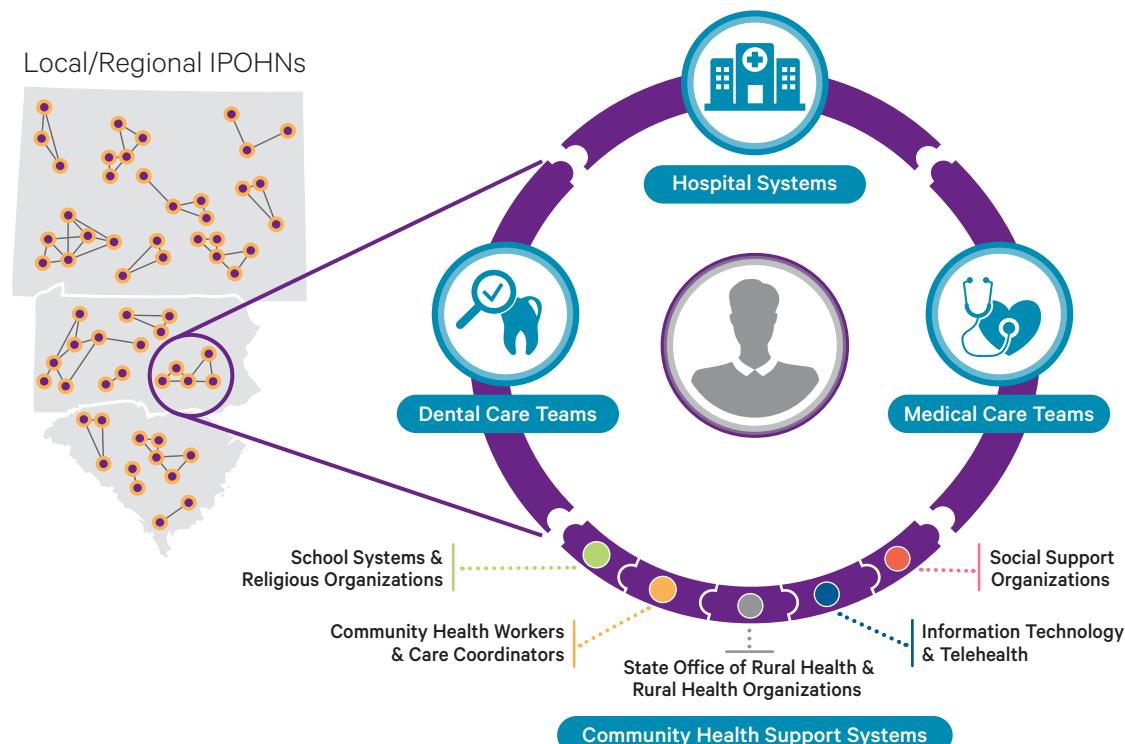 Local/Regional IPOHNs
Hospital Systems
Dental Care Teams
Medical Care Teams
School Systems &
Religious Organizations
Social Support
Organizations
Community Health Workers
& Care Coordinators
Information Technology
& Telehealth
State Office of Rural Health &
Rural Health Organizations
Community Health Support Systems